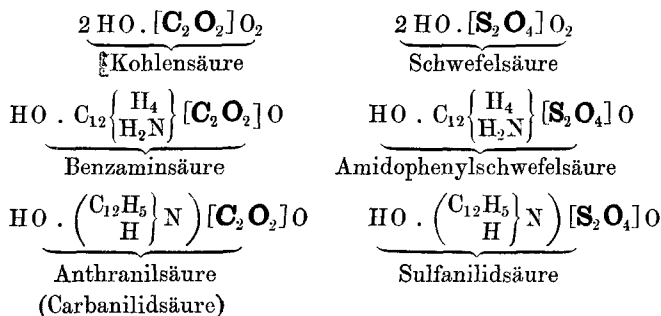 2 HO . [C₂O₂] O₂ 2 HO . [S₂O₄] O₂
Kohlensäure Schwefelsäure
HO . C₁₂ { H₄ H₂N } [C₂O₂] O HO . C₁₂ { H₄ H₂N } [S₂O₄] O
Benzaminsäure Amidophenylschwefelsäure
HO . ( C₁₂H₅ H } N ) [C₂O₂] O HO . ( C₁₂H₅ H } N ) [S₂O₄] O
Anthranilsäure Sulfanilidsäure
(Carbanilidsäure)